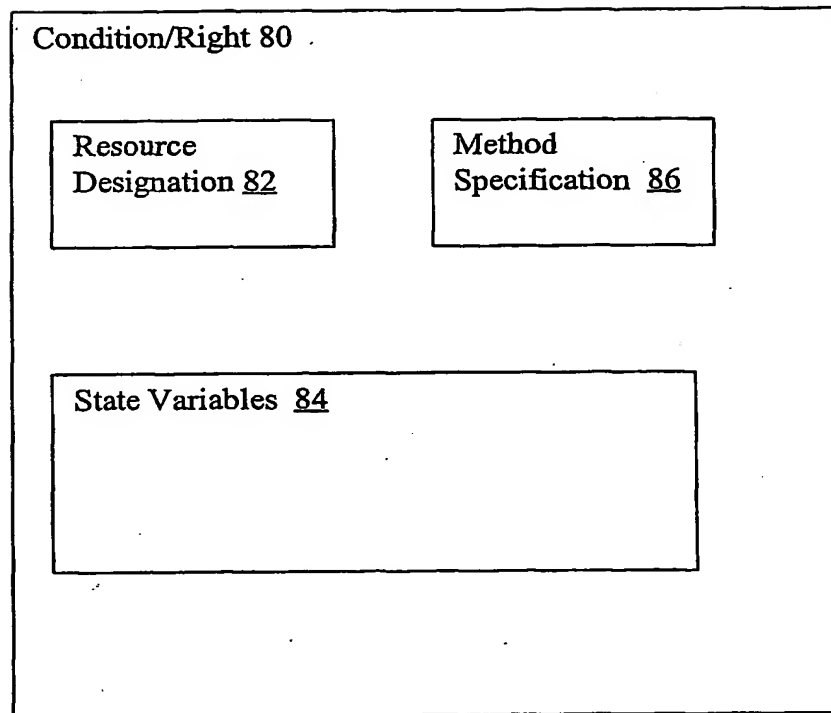 Condition/Right 80
Resource
Designation 82
Method
Specification 86
State Variables 84